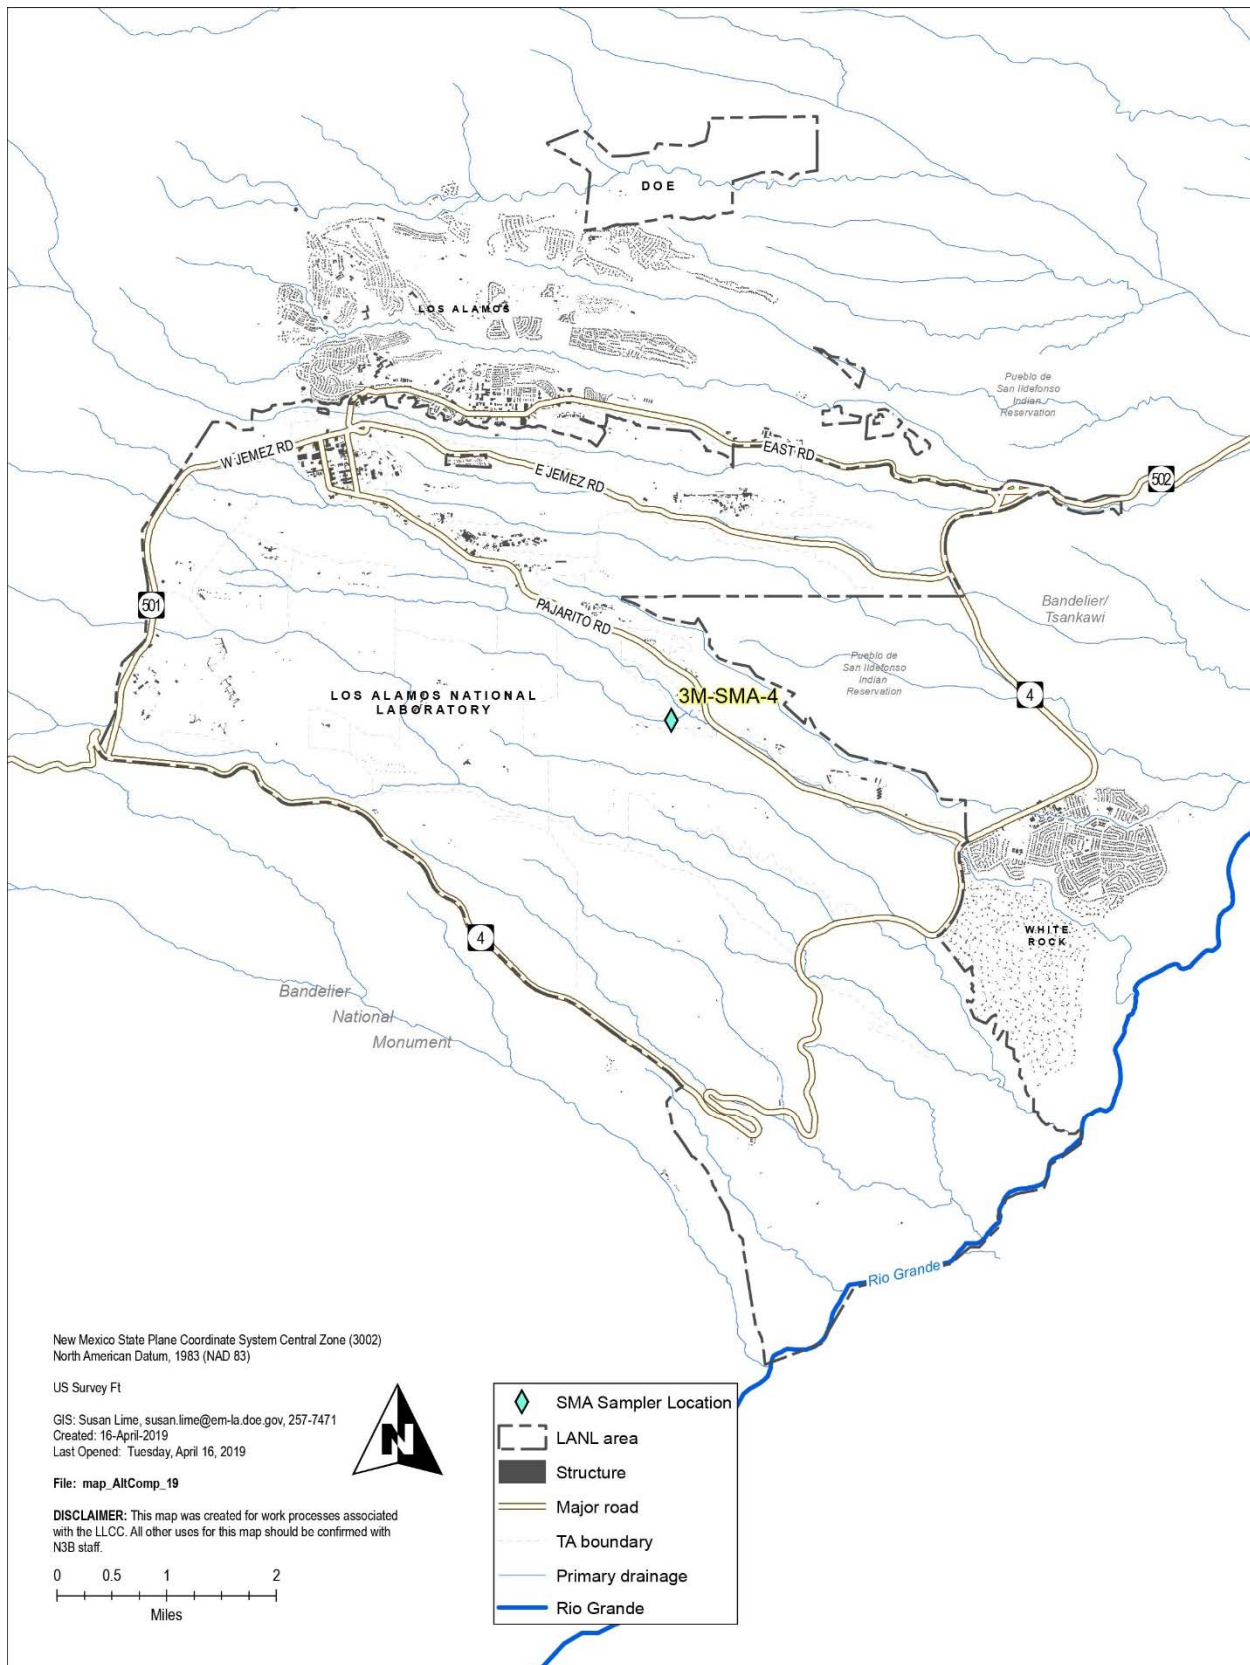 DOE
LOS ALAMOS
Pueblo de
San Ildefonso
Indian
Reservation
W JEMEZ RD
EAST RD
E JEMEZ RD
502
501
PAJARITO RD
Bandelier/
Tsankawi
Pueblo de
San Ildefonso
Indian
Reservation
LOS ALAMOS NATIONAL
LABORATORY
3M-SMA-4
4
4
WHITE
ROCK
Bandelier
National
Monument
Rio Grande
New Mexico State Plane Coordinate System Central Zone (3002)
North American Datum, 1983 (NAD 83)
US Survey Ft
GIS: Susan Lime, susan.lime@em-la.doe.gov, 257-7471
Created: 16-April-2019
Last Opened: Tuesday, April 16, 2019
File: map_AltComp_19
DISCLAIMER: This map was created for work processes associated
with the LLCC. All other uses for this map should be confirmed with
N3B staff.
0 0.5 1 2
Miles
N
SMA Sampler Location
LANL area
Structure
Major road
TA boundary
Primary drainage
Rio Grande